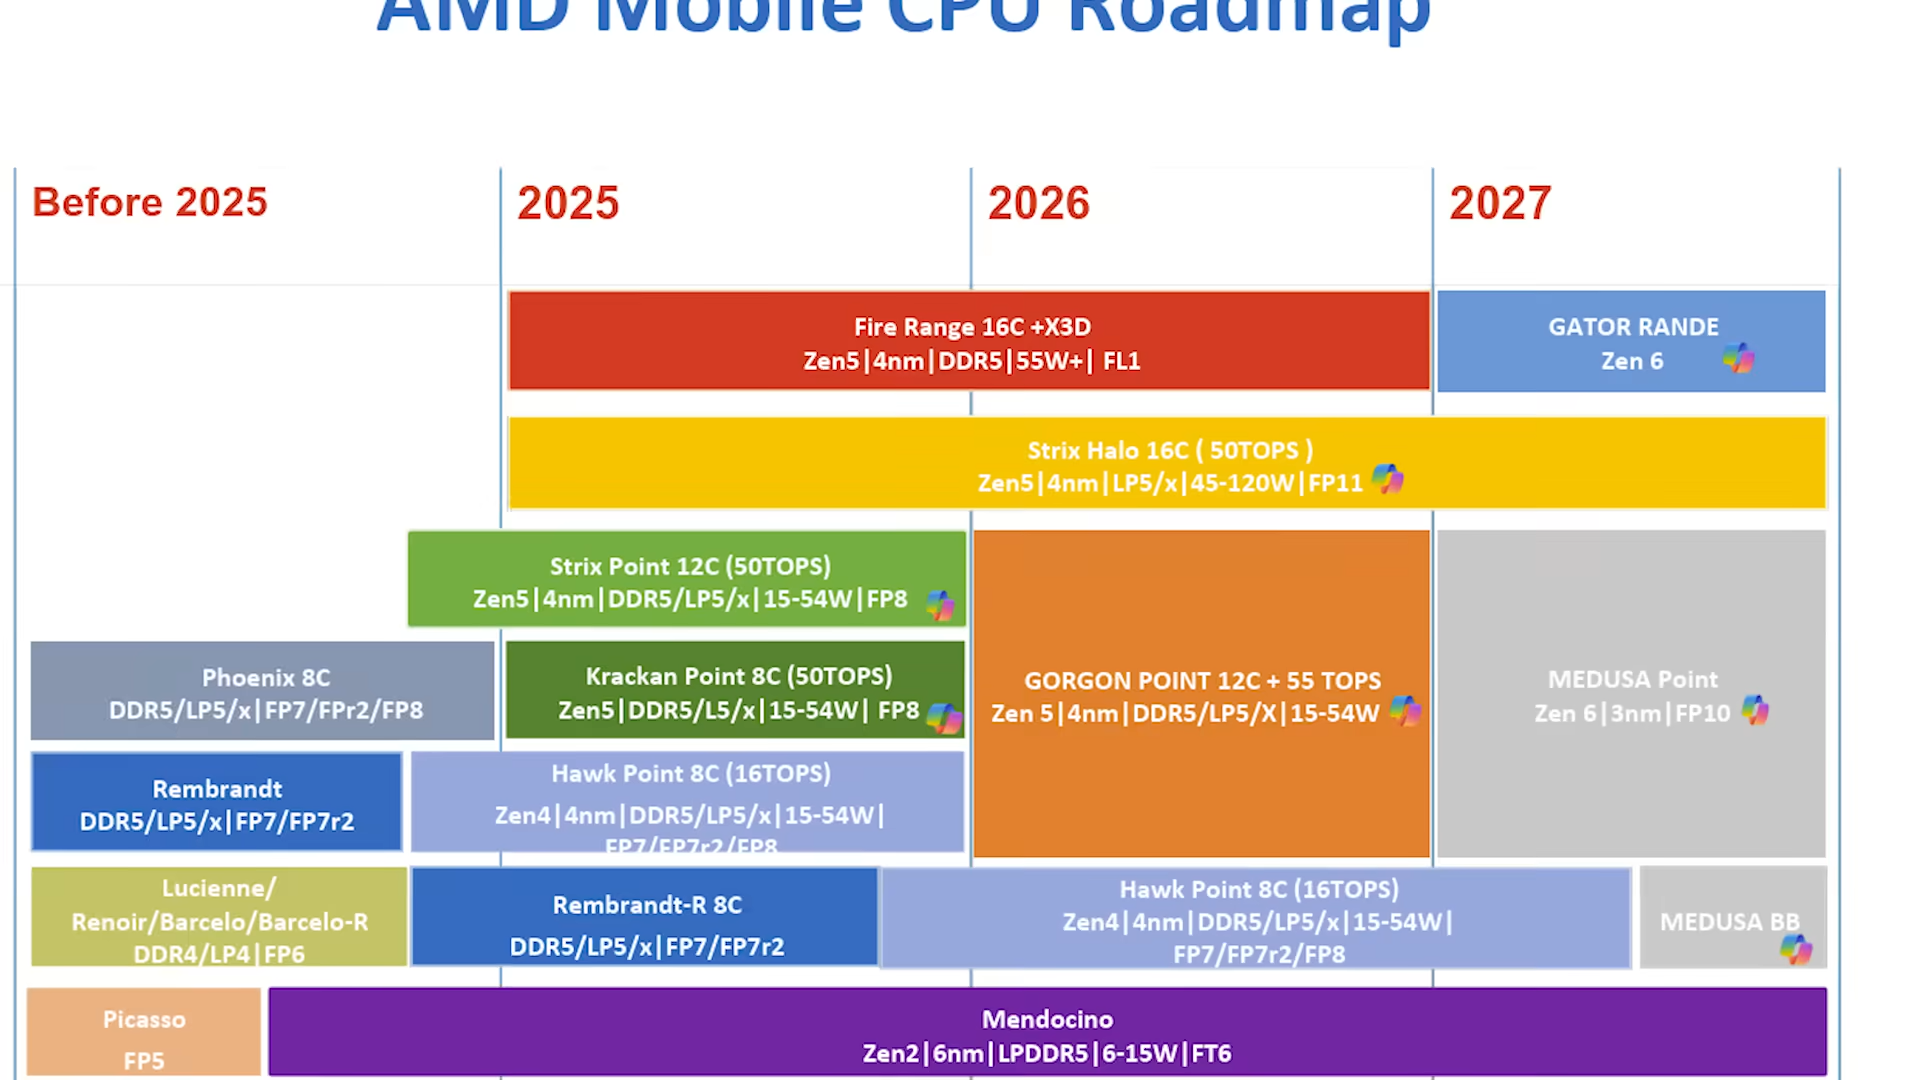 AMD Mobile CPU Roadmap
Before 2025
2025
2026
2027
Fire Range 16C +X3D
Zen5|4nm|DDR5|55W+| FL1
GATOR RANDE
Zen 6
Strix Halo 16C ( 50TOPS )
Zen5|4nm|LP5/x|45-120W|FP11
Strix Point 12C (50TOPS)
Zen5|4nm|DDR5/LP5/x|15-54W|FP8
Phoenix 8C
DDR5/LP5/x|FP7/FPr2/FP8
Krackan Point 8C (50TOPS)
Zen5|DDR5/L5/x|15-54W| FP8
GORGON POINT 12C + 55 TOPS
Zen 5|4nm|DDR5/LP5/X|15-54W
MEDUSA Point
Zen 6|3nm|FP10
Rembrandt
DDR5/LP5/x|FP7/FP7r2
Hawk Point 8C (16TOPS)
Zen4|4nm|DDR5/LP5/x|15-54W|
FP7/FP7r2/FP8
Lucienne/
Renoir/Barcelo/Barcelo-R
DDR4/LP4|FP6
Rembrandt-R 8C
DDR5/LP5/x|FP7/FP7r2
Hawk Point 8C (16TOPS)
Zen4|4nm|DDR5/LP5/x|15-54W|
FP7/FP7r2/FP8
MEDUSA BB
Picasso
FP5
Mendocino
Zen2|6nm|LPDDR5|6-15W|FT6